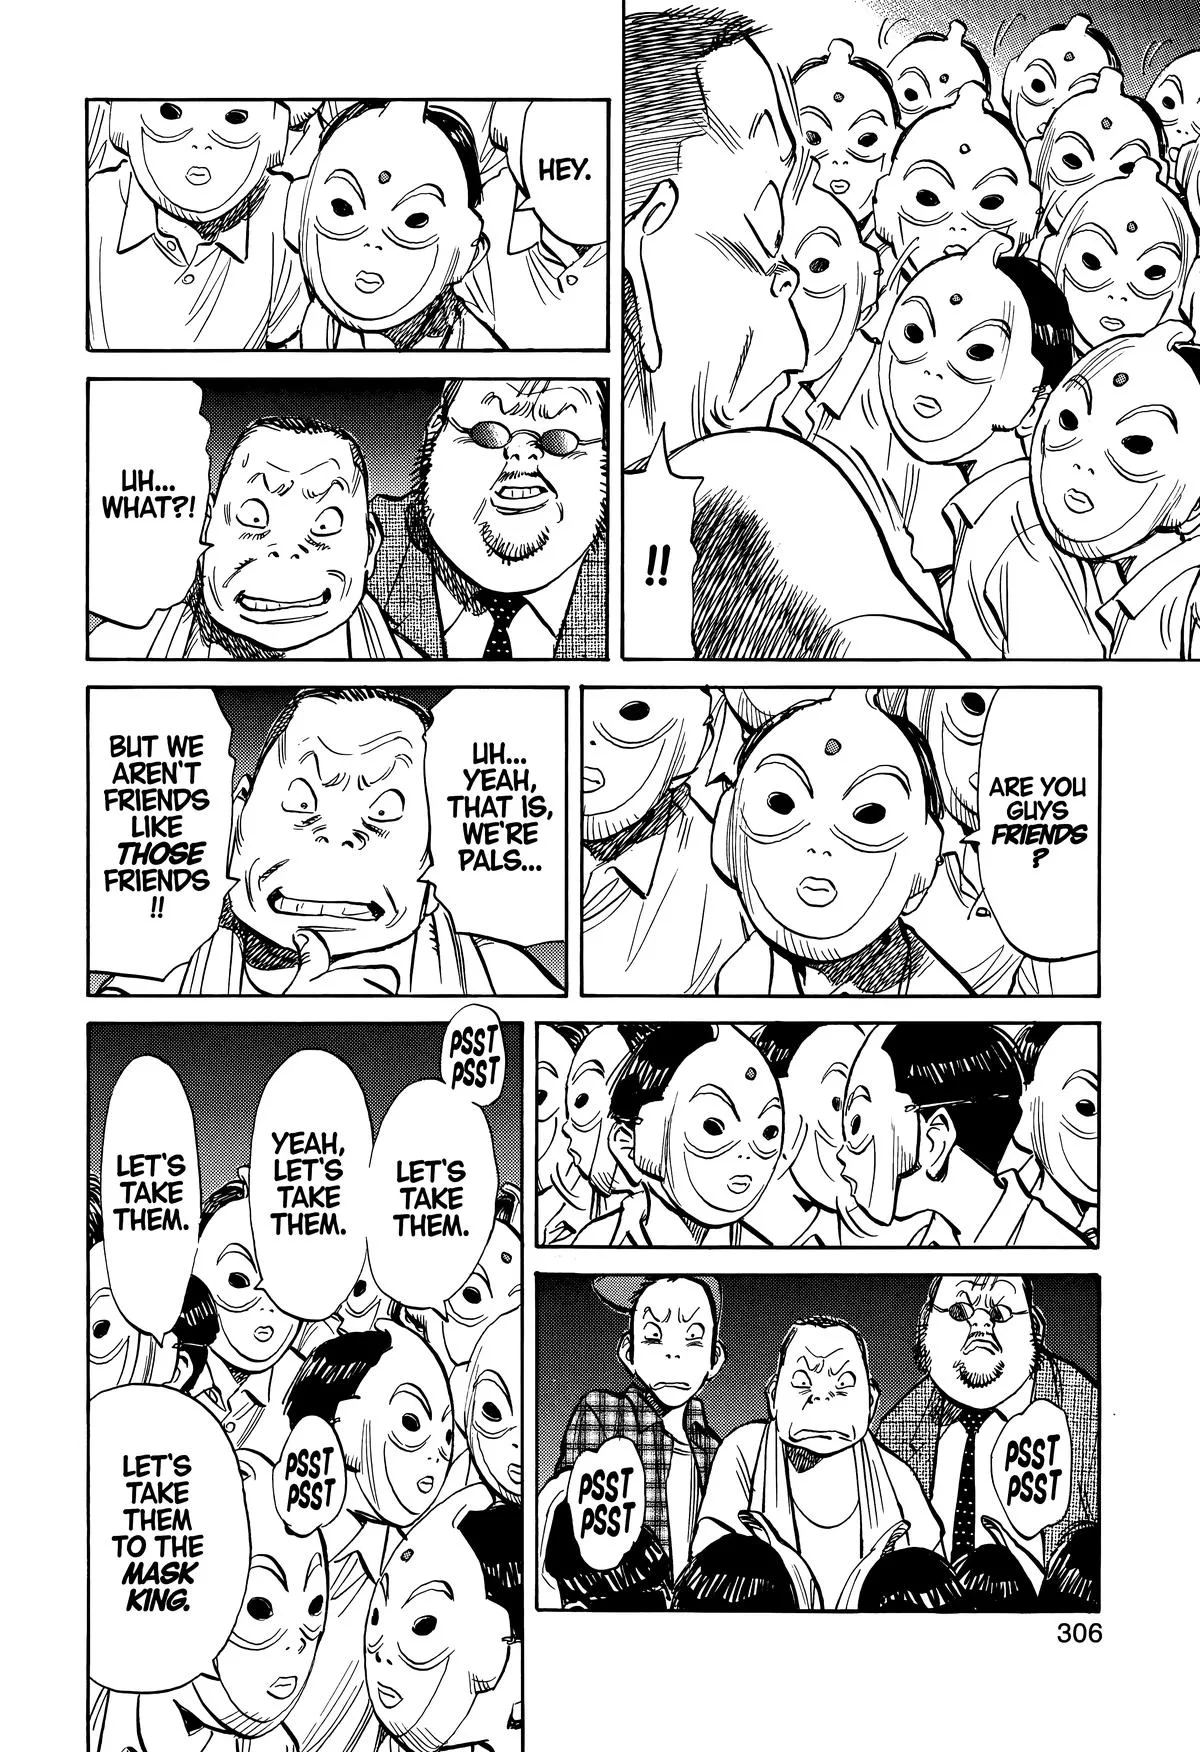 !!
HEY.
UH...
WHAT?!
ARE YOU
GUYS
FRIENDS
?
UH...
YEAH,
THAT IS,
WE'RE
PALS...
BUT WE
AREN'T
FRIENDS
LIKE
THOSE
FRIENDS
!!
PSST
PSST
PSST
PSST
PSST
PSST
LET'S
TAKE
THEM.
YEAH,
LET'S
TAKE
THEM.
LET'S
TAKE
THEM.
PSST
PSST
LET'S
TAKE
THEM
TO THE
MASK
KING.
306